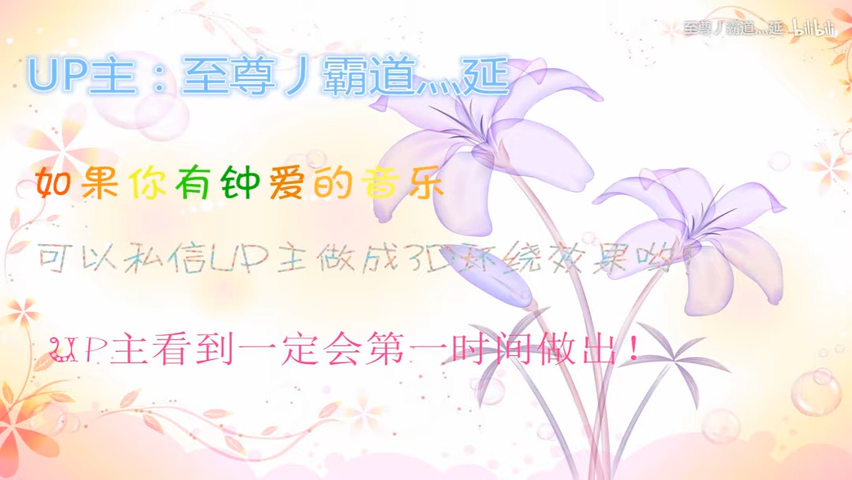 至尊丿霸道灬延 bilibili
UP主：至尊丿霸道灬延
如果你有钟爱的音乐
可以私信UP主做成3D环绕效果哟？
UP主看到一定会第一时间做出！